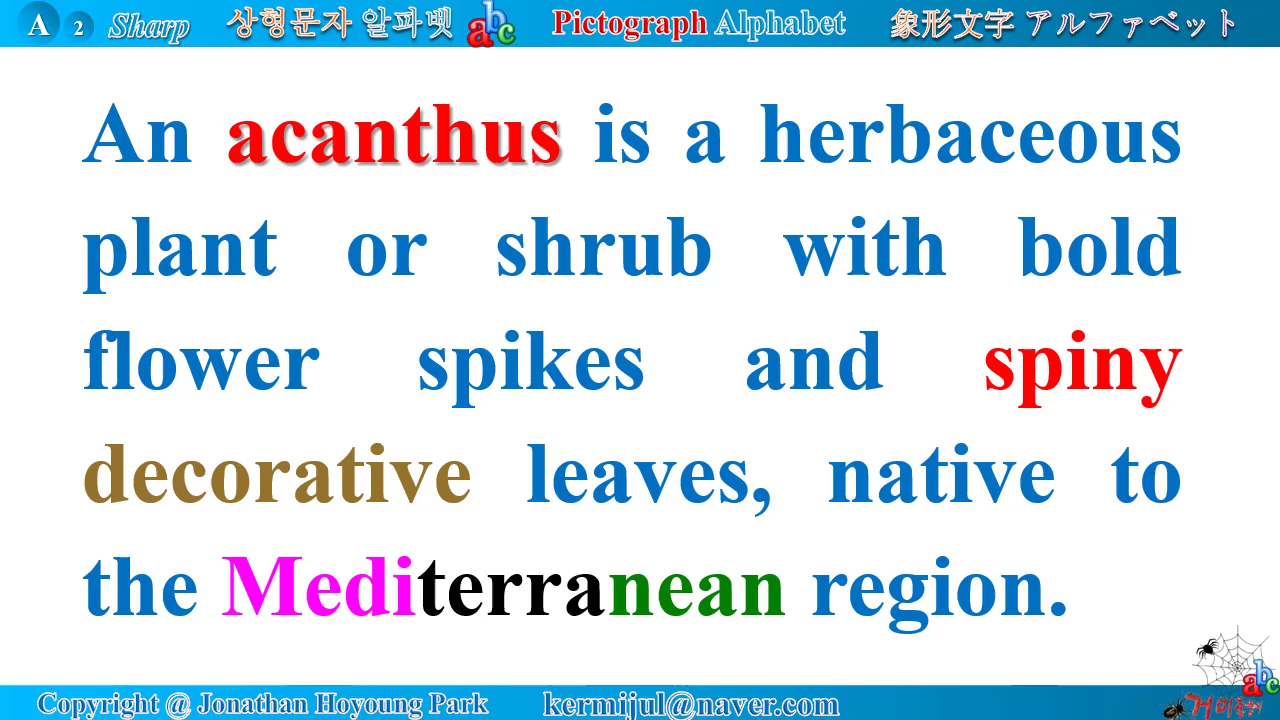 A 2 Sharp 상형문자 알파벳 abc Pictograph Alphabet 象形文字 アルファベット
An acanthus is a herbaceous
plant or shrub with bold
flower spikes and spiny
decorative leaves, native to
the Mediterranean region.
abc
Copyright @ Jonathan Hoyoung Park kermijul@naver.com